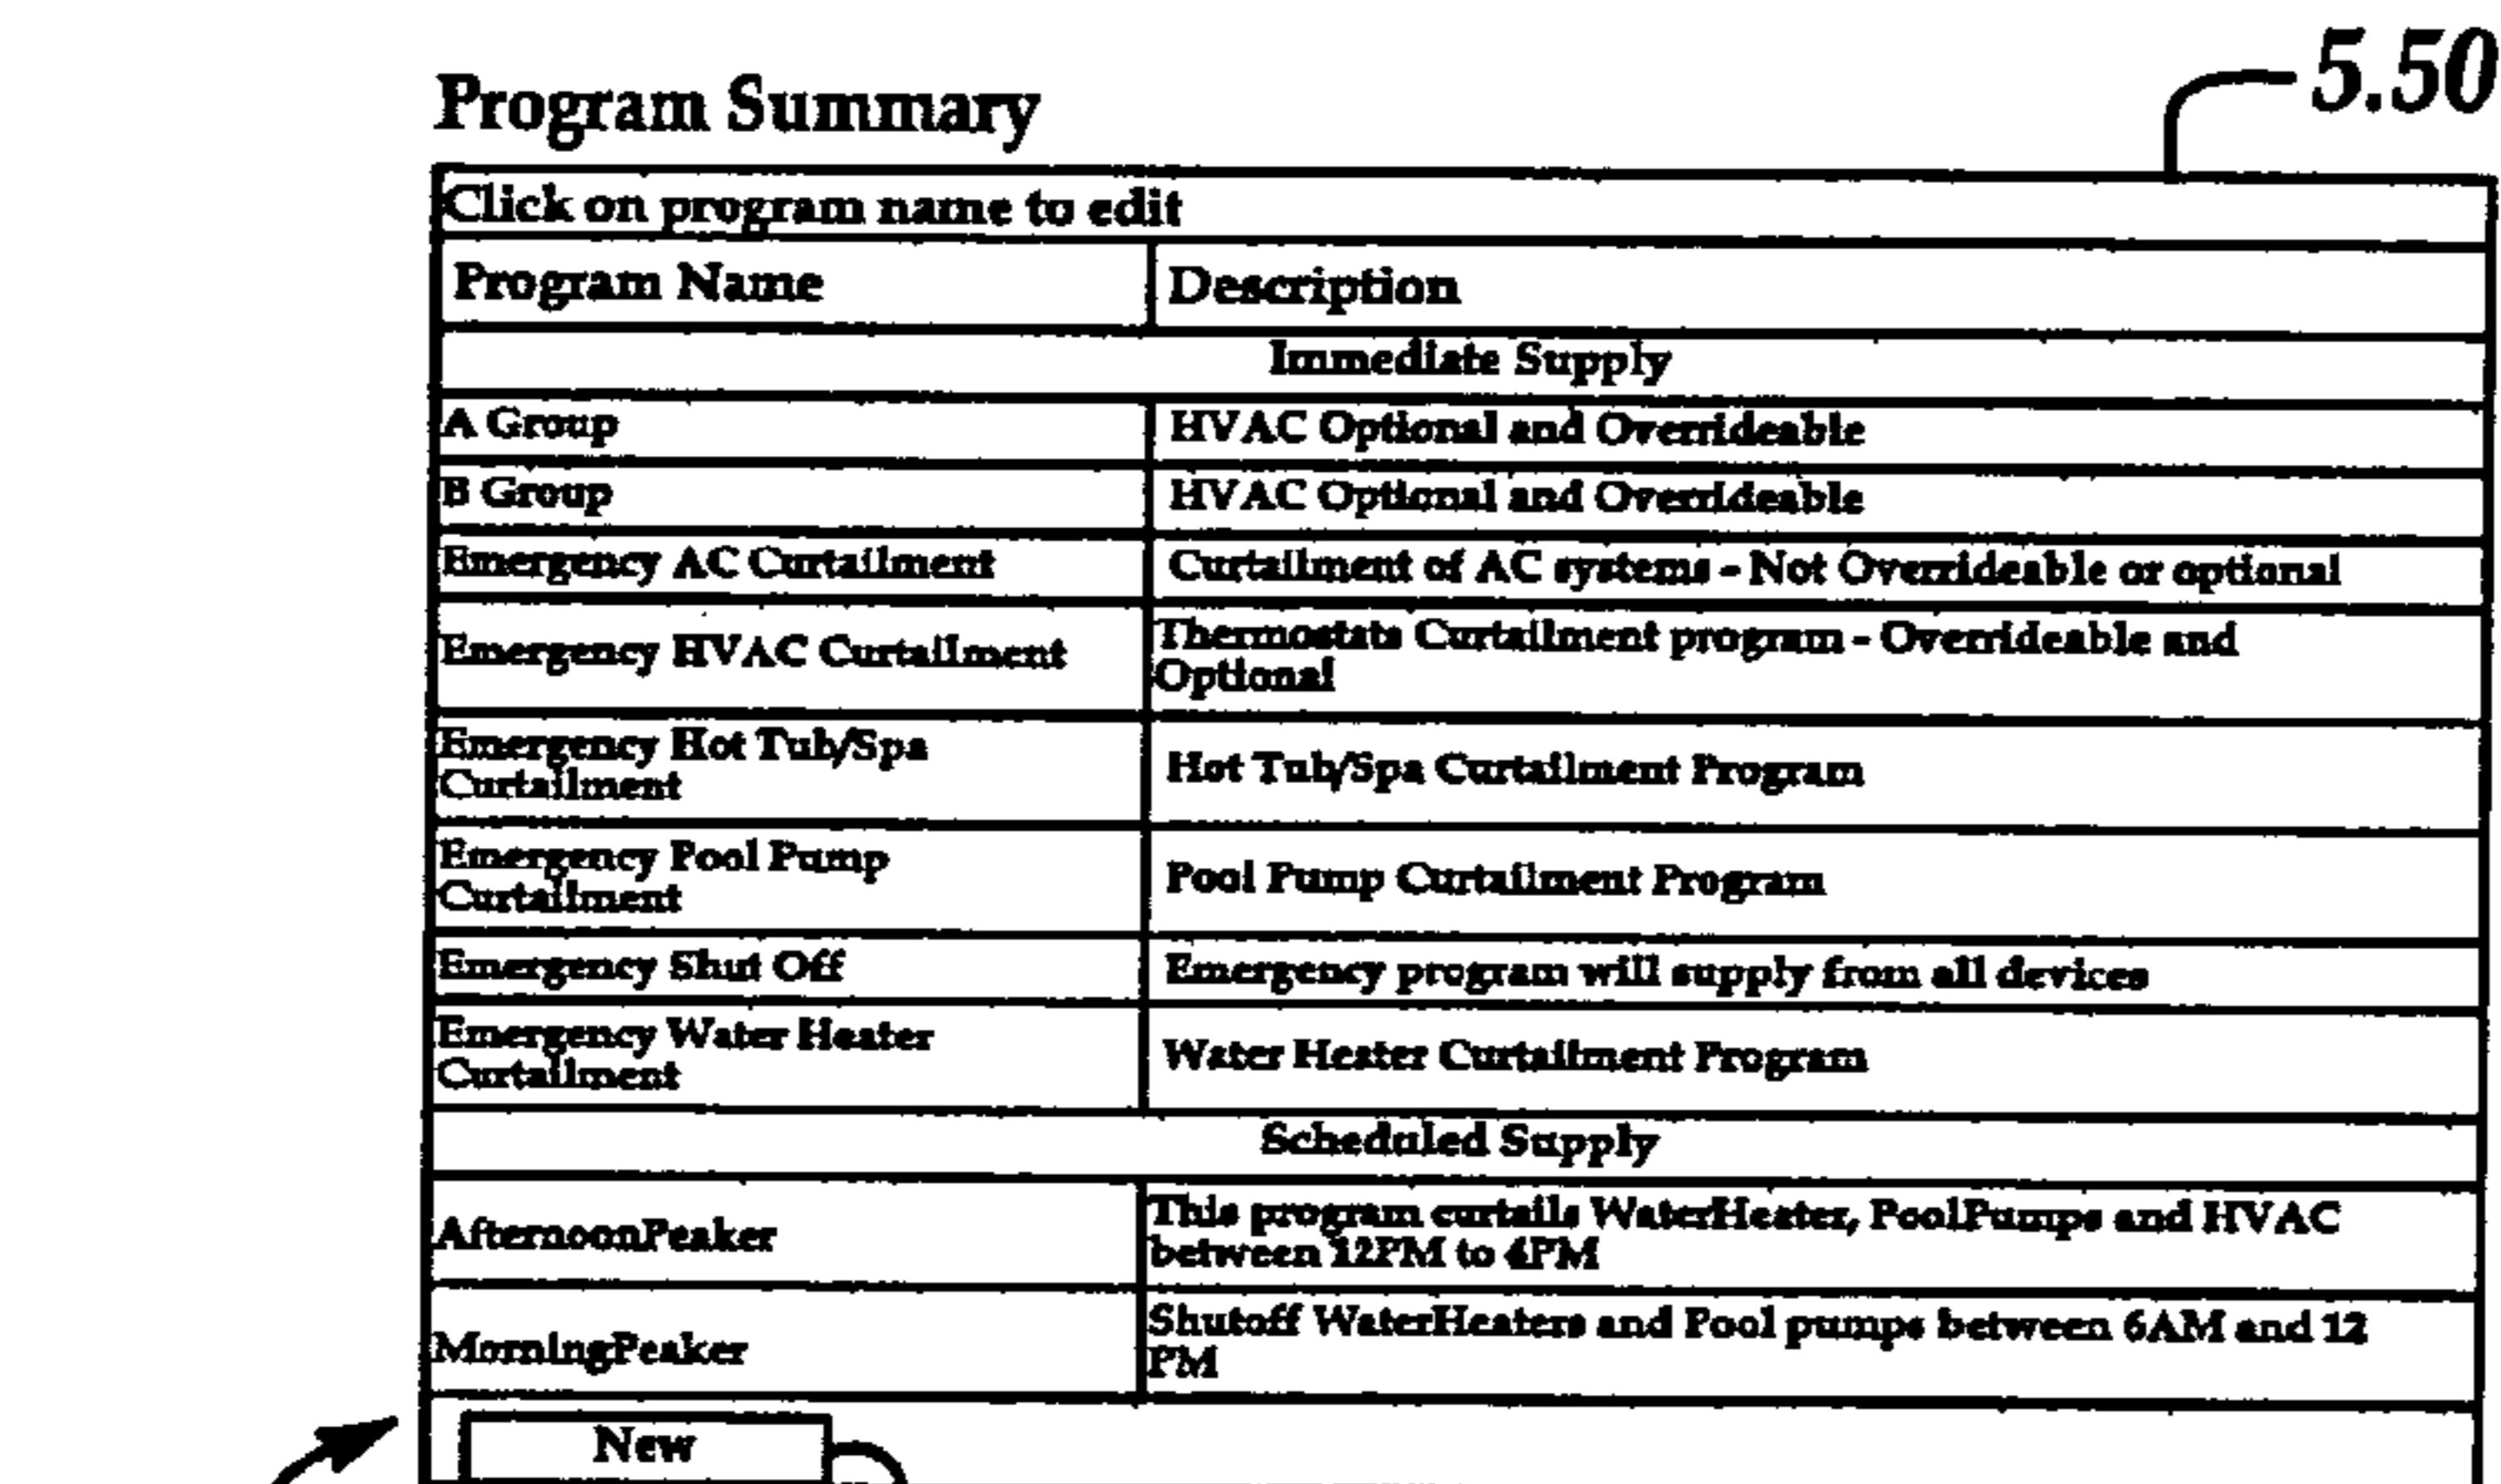 5.50
Program Summary
Click on program name to edit
Program Name
Description
Immediate Supply
A Group
HVAC Optional and Overrideable
B Group
HVAC Optional and Overrideable
Emergency AC Curtailment
Curtailment of AC systems - Not Overrideable or optional
Emergency HVAC Curtailment
Thermostats Curtailment program - Overrideable and
Optional
Emergency Hot Tub/Spa
Curtailment
Hot Tub/Spa Curtailment Program
Emergency Pool Pump
Curtailment
Pool Pump Curtailment Program
Emergency Shut Off
Emergency program will supply from all devices
Emergency Water Heater
Curtailment
Water Heater Curtailment Program
Scheduled Supply
AfternoonPeaker
This program curtails WaterHeater, PoolPumps and HVAC
between 12PM to 4PM
MorningPeaker
Shutoff WaterHeaters and Pool pumps between 6AM and 12
PM
New